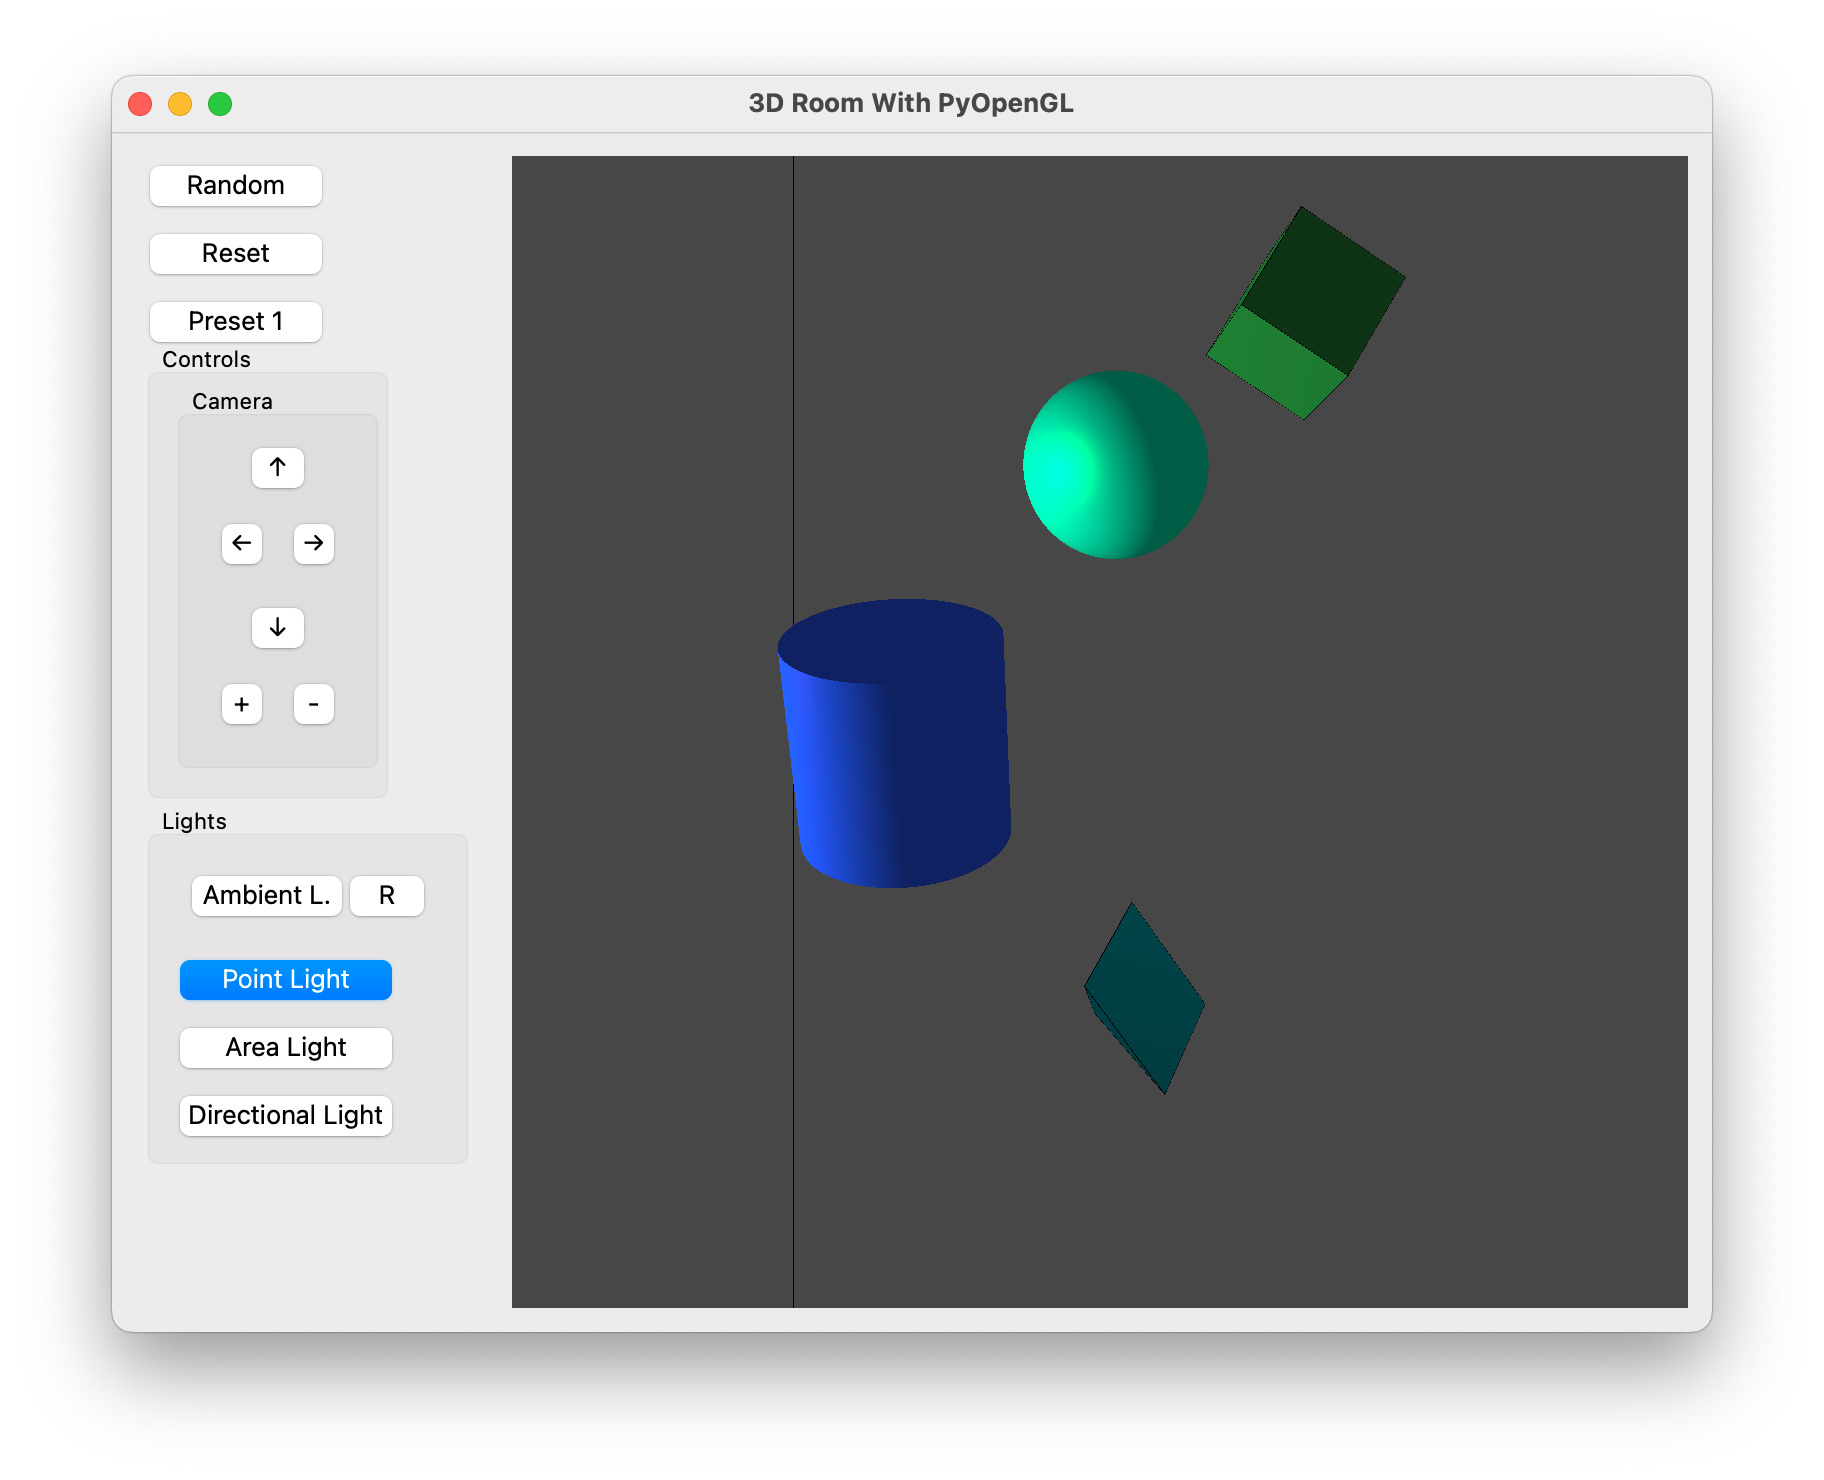 3D Room With PyOpenGL
Random
Reset
Preset 1
Controls
Camera
↑
← →
↓
+ -
Lights
Ambient L. R
Point Light
Area Light
Directional Light